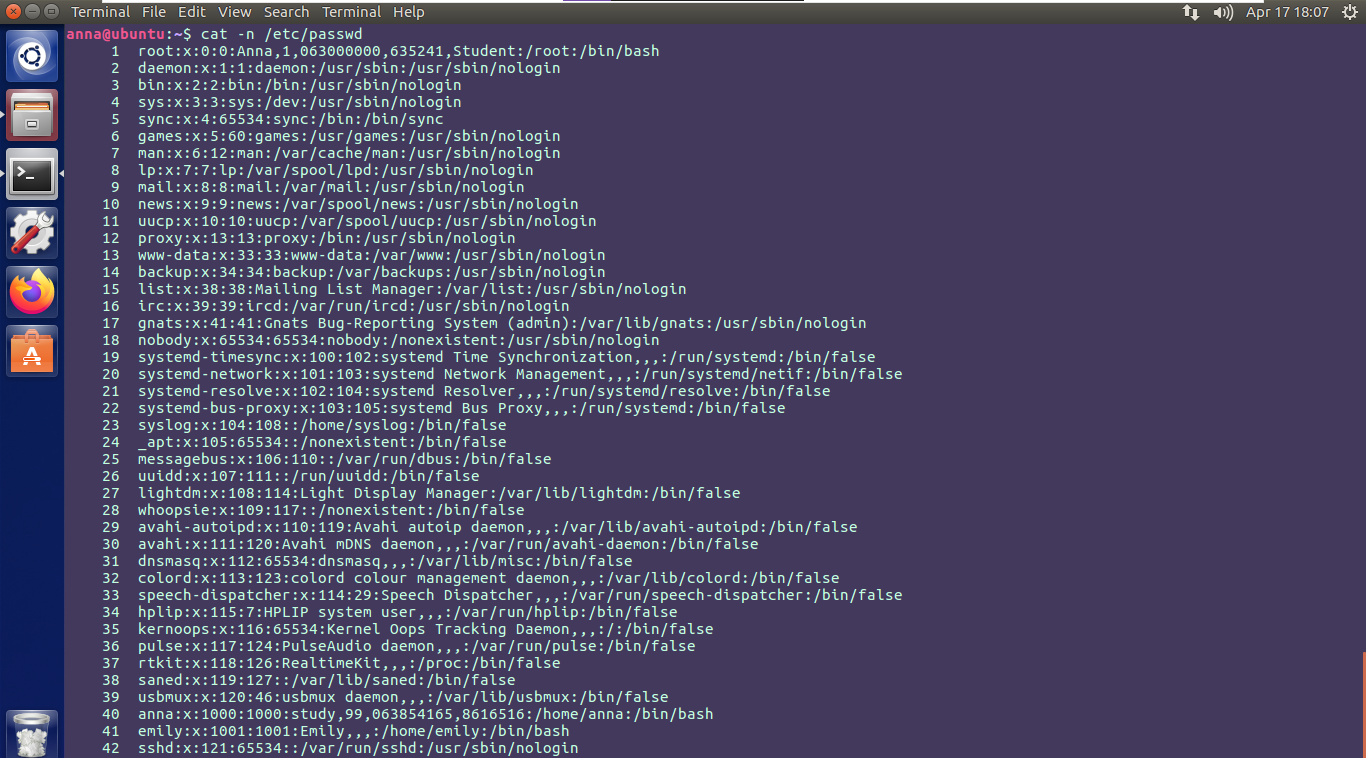 Terminal File Edit View Search Terminal Help Apr 17 18:07
anna@ubuntu:~$ cat -n /etc/passwd
1 root:x:0:0:Anna,1,063000000,635241,Student:/root:/bin/bash
2 daemon:x:1:1:daemon:/usr/sbin:/usr/sbin/nologin
3 bin:x:2:2:bin:/bin:/usr/sbin/nologin
4 sys:x:3:3:sys:/dev:/usr/sbin/nologin
5 sync:x:4:65534:sync:/bin:/bin/sync
6 games:x:5:60:games:/usr/games:/usr/sbin/nologin
7 man:x:6:12:man:/var/cache/man:/usr/sbin/nologin
8 lp:x:7:7:lp:/var/spool/lpd:/usr/sbin/nologin
9 mail:x:8:8:mail:/var/mail:/usr/sbin/nologin
10 news:x:9:9:news:/var/spool/news:/usr/sbin/nologin
11 uucp:x:10:10:uucp:/var/spool/uucp:/usr/sbin/nologin
12 proxy:x:13:13:proxy:/bin:/usr/sbin/nologin
13 www-data:x:33:33:www-data:/var/www:/usr/sbin/nologin
14 backup:x:34:34:backup:/var/backups:/usr/sbin/nologin
15 list:x:38:38:Mailing List Manager:/var/list:/usr/sbin/nologin
16 irc:x:39:39:ircd:/var/run/ircd:/usr/sbin/nologin
17 gnats:x:41:41:Gnats Bug-Reporting System (admin):/var/lib/gnats:/usr/sbin/nologin
18 nobody:x:65534:65534:nobody:/nonexistent:/usr/sbin/nologin
19 systemd-timesync:x:100:102:systemd Time Synchronization,,,:/run/systemd:/bin/false
20 systemd-network:x:101:103:systemd Network Management,,,:/run/systemd/netif:/bin/false
21 systemd-resolve:x:102:104:systemd Resolver,,,:/run/systemd/resolve:/bin/false
22 systemd-bus-proxy:x:103:105:systemd Bus Proxy,,,:/run/systemd:/bin/false
23 syslog:x:104:108::/home/syslog:/bin/false
24 _apt:x:105:65534::/nonexistent:/bin/false
25 messagebus:x:106:110::/var/run/dbus:/bin/false
26 uuidd:x:107:111::/run/uuidd:/bin/false
27 lightdm:x:108:114:Light Display Manager:/var/lib/lightdm:/bin/false
28 whoopsie:x:109:117::/nonexistent:/bin/false
29 avahi-autoipd:x:110:119:Avahi autoip daemon,,,:/var/lib/avahi-autoipd:/bin/false
30 avahi:x:111:120:Avahi mDNS daemon,,,:/var/run/avahi-daemon:/bin/false
31 dnsmasq:x:112:65534:dnsmasq,,,:/var/lib/misc:/bin/false
32 colord:x:113:123:colord colour management daemon,,,:/var/lib/colord:/bin/false
33 speech-dispatcher:x:114:29:Speech Dispatcher,,,:/var/run/speech-dispatcher:/bin/false
34 hplip:x:115:7:HPLIP system user,,,:/var/run/hplip:/bin/false
35 kernoops:x:116:65534:Kernel Oops Tracking Daemon,,,:/:/bin/false
36 pulse:x:117:124:PulseAudio daemon,,,:/var/run/pulse:/bin/false
37 rtkit:x:118:126:RealtimeKit,,,:/proc:/bin/false
38 saned:x:119:127::/var/lib/saned:/bin/false
39 usbmux:x:120:46:usbmux daemon,,,:/var/lib/usbmux:/bin/false
40 anna:x:1000:1000:study,99,063854165,8616516:/home/anna:/bin/bash
41 emily:x:1001:1001:Emily,,,:/home/emily:/bin/bash
42 sshd:x:121:65534::/var/run/sshd:/usr/sbin/nologin